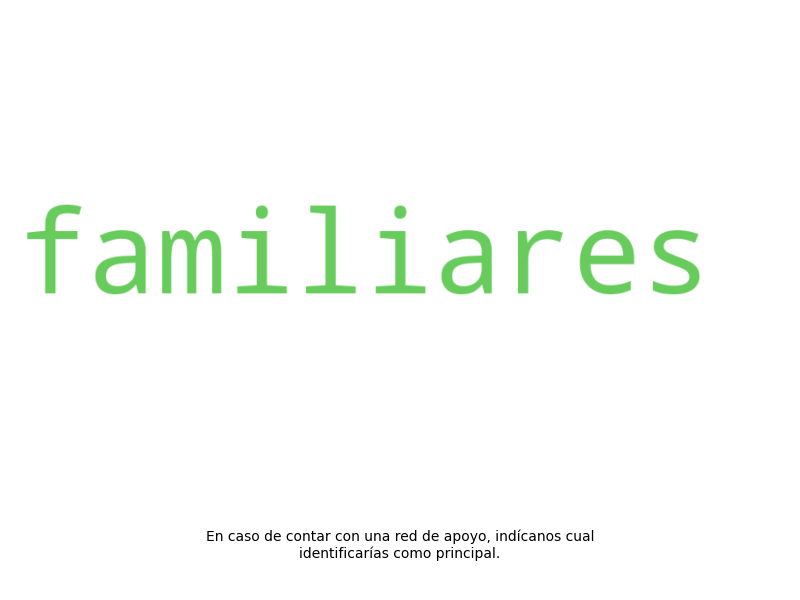 familiares
En caso de contar con una red de apoyo, indícanos cual
identificarías como principal.